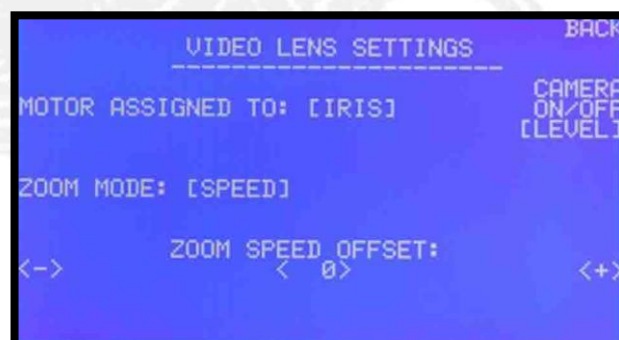 BACK
VIDEO LENS SETTINGS
MOTOR ASSIGNED TO: [IRIS]
CAMERA
ON/OFF
[LEVEL]
ZOOM MODE: [SPEED]
ZOOM SPEED OFFSET:
<-> < 0> <+>